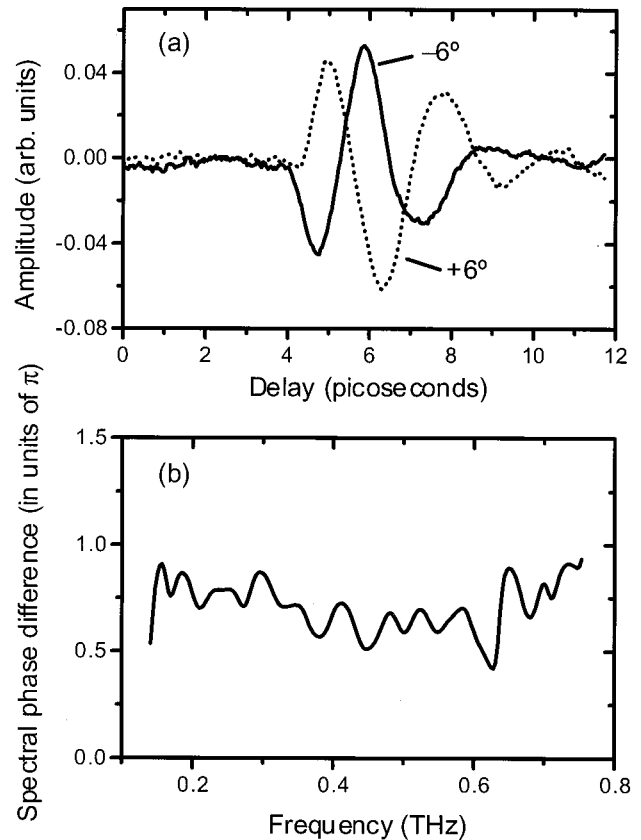 (a)
−6º
+6º
0.04
0.00
-0.04
-0.08
Amplitude (arb. units)
0 2 4 6 8 10 12
Delay (picoseconds)
(b)
1.5
1.0
0.5
0.0
Spectral phase difference (in units of π)
0.2 0.4 0.6 0.8
Frequency (THz)